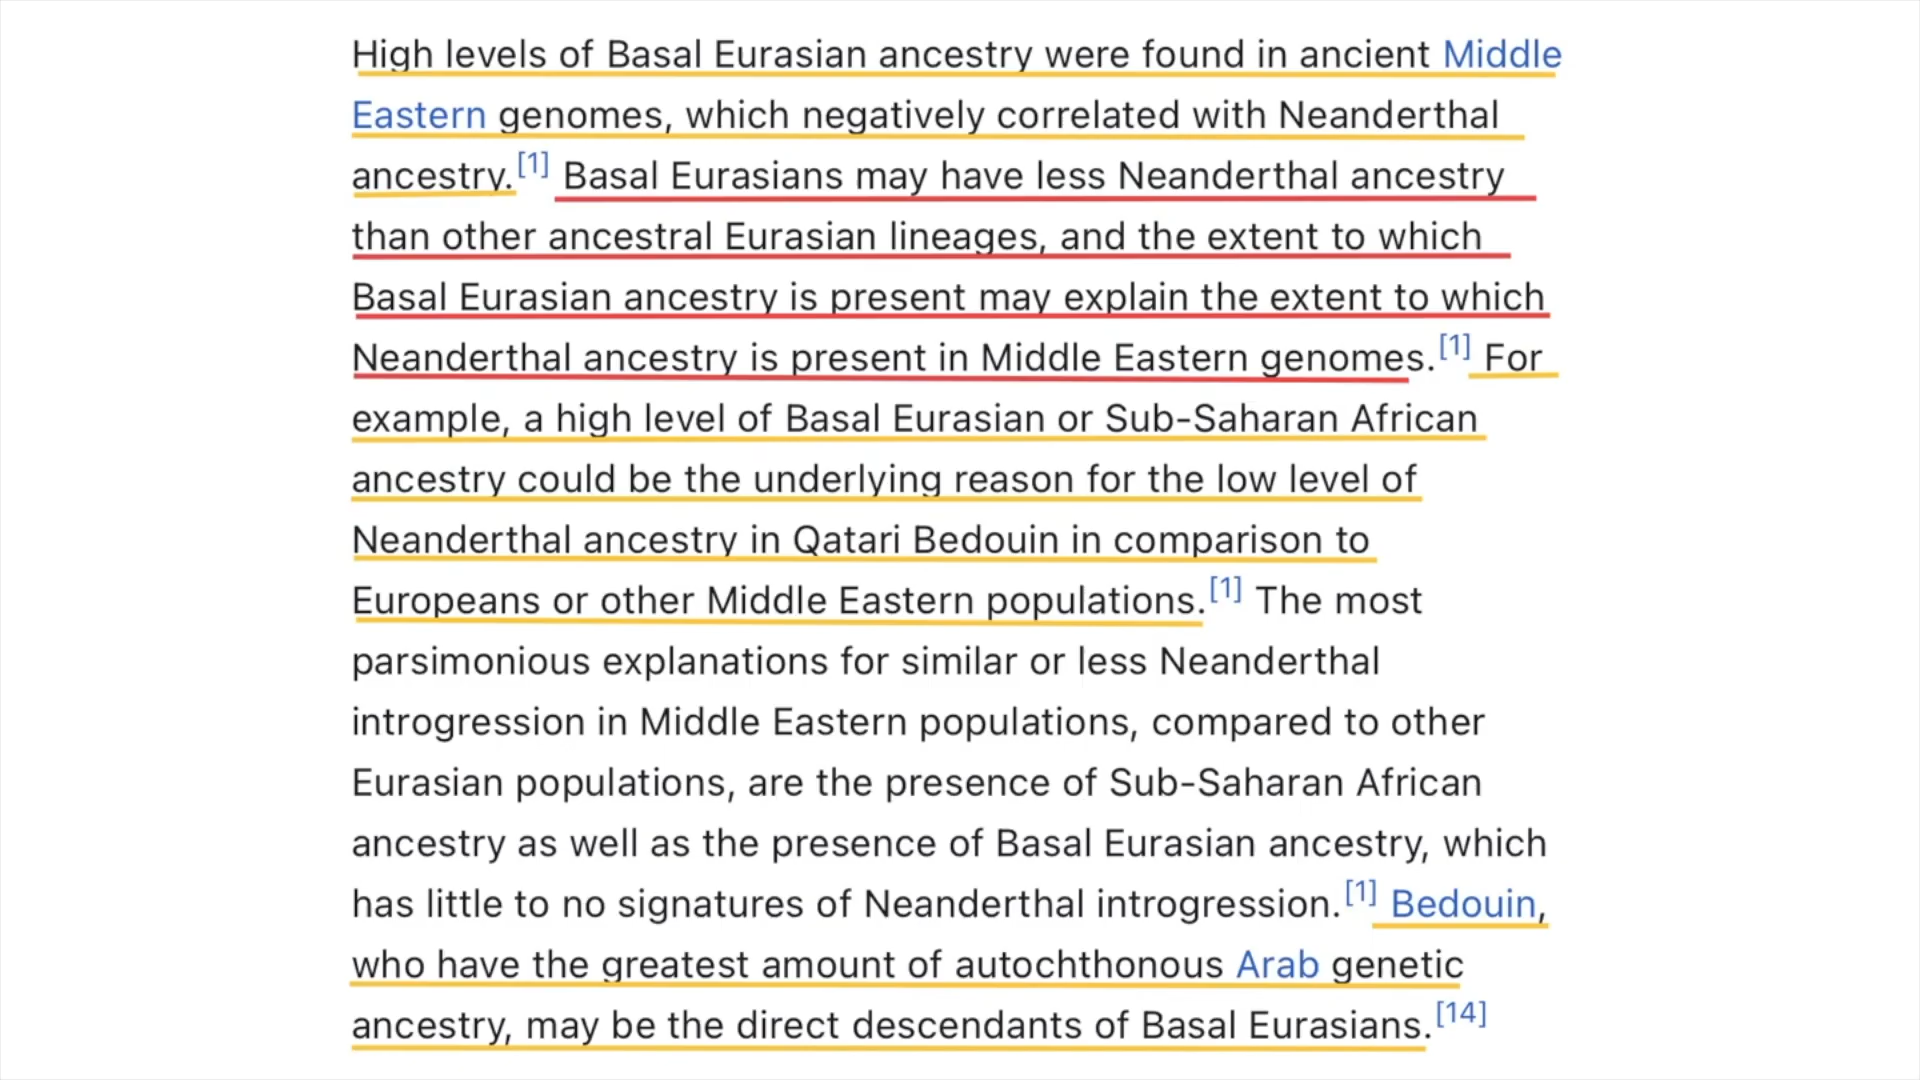 High levels of Basal Eurasian ancestry were found in ancient Middle
Eastern genomes, which negatively correlated with Neanderthal
ancestry.[1] Basal Eurasians may have less Neanderthal ancestry
than other ancestral Eurasian lineages, and the extent to which
Basal Eurasian ancestry is present may explain the extent to which
Neanderthal ancestry is present in Middle Eastern genomes.[1] For
example, a high level of Basal Eurasian or Sub-Saharan African
ancestry could be the underlying reason for the low level of
Neanderthal ancestry in Qatari Bedouin in comparison to
Europeans or other Middle Eastern populations.[1] The most
parsimonious explanations for similar or less Neanderthal
introgression in Middle Eastern populations, compared to other
Eurasian populations, are the presence of Sub-Saharan African
ancestry as well as the presence of Basal Eurasian ancestry, which
has little to no signatures of Neanderthal introgression.[1] Bedouin,
who have the greatest amount of autochthonous Arab genetic
ancestry, may be the direct descendants of Basal Eurasians.[14]